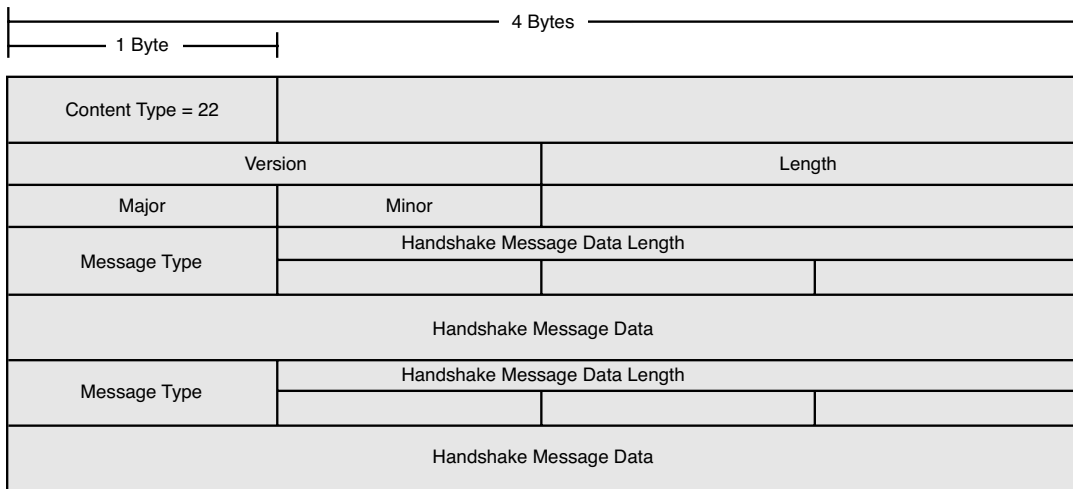 4 Bytes
1 Byte
Content Type = 22
Version
Length
Major
Minor
Message Type
Handshake Message Data Length
Handshake Message Data
Message Type
Handshake Message Data Length
Handshake Message Data